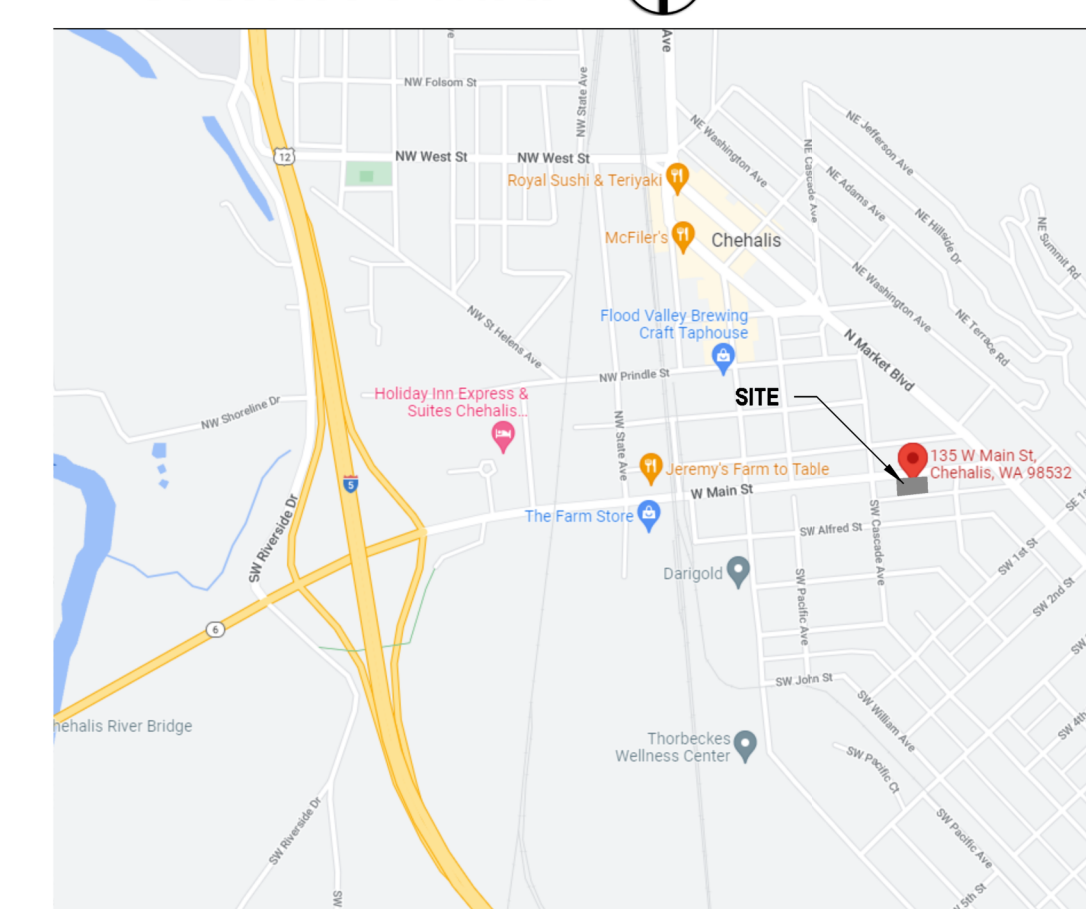 Ave
NW Folsom St
NW State Ave
12
NW West St
NW West St
NE Washington Ave
NE Jefferson Ave
NE Cascade Ave
Royal Sushi & Teriyaki
NE Adams Ave
McFiler's
Chehalis
NE Hillside Dr
NE Summit Rd
NE Washington Ave
NW St Helens Ave
Flood Valley Brewing
Craft Taphouse
NE Terrace Rd
N Market Blvd
NW Prindle St
Holiday Inn Express &
Suites Chehalis...
NW Shoreline Dr
SITE
NW State Ave
135 W Main St,
Chehalis, WA 98532
Jeremy's Farm to Table
5
W Main St
The Farm Store
SW Riverside Dr
SW Alfred St
SW Cascade Ave
SW 1st St
Darigold
SW Pacific Ave
SW 2nd St
6
SW John St
SW William Ave
hehalis River Bridge
Thorbeckes
Wellness Center
SW Pacific Ct
SW 4th
SW Riverside Dr
SW Pacific Ave
SW
5th St